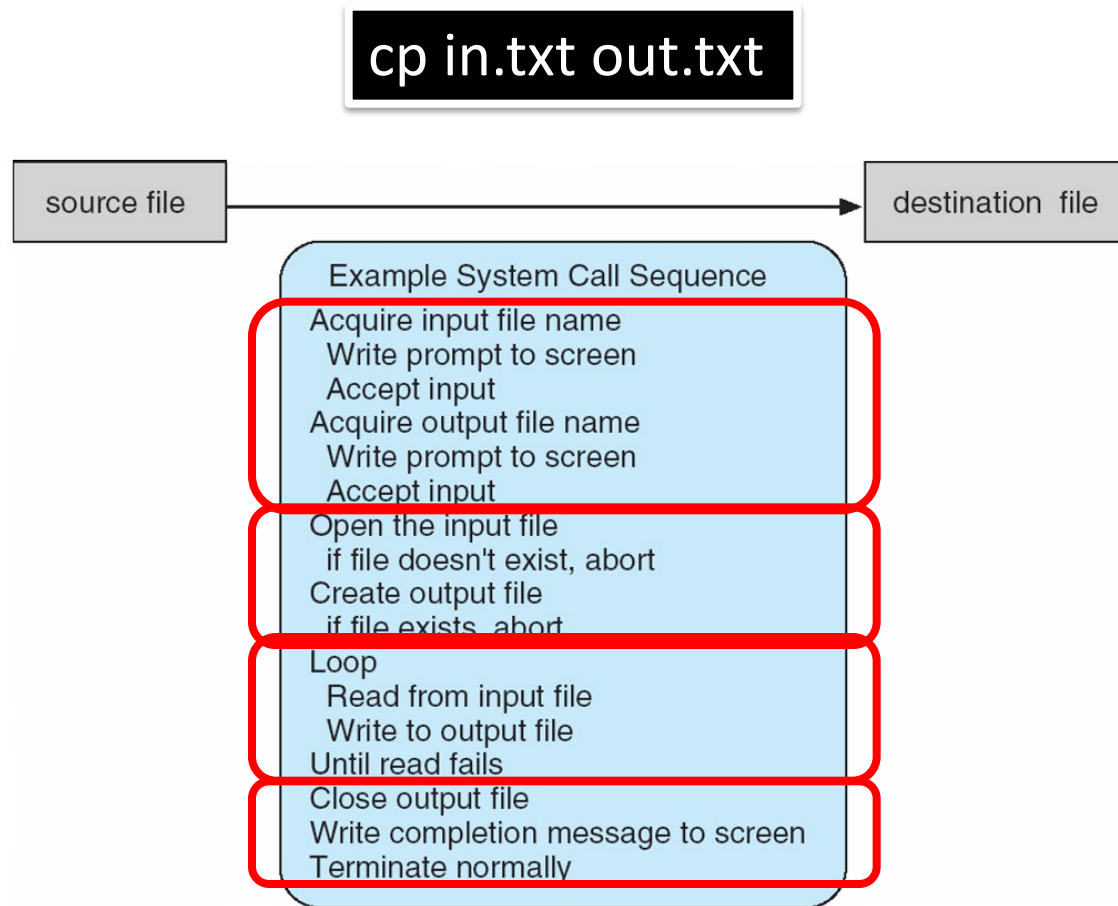 cp in.txt out.txt
source file
destination file
Example System Call Sequence
Acquire input file name
Write prompt to screen
Accept input
Acquire output file name
Write prompt to screen
Accept input
Open the input file
if file doesn't exist, abort
Create output file
if file exists, abort
Loop
Read from input file
Write to output file
Until read fails
Close output file
Write completion message to screen
Terminate normally